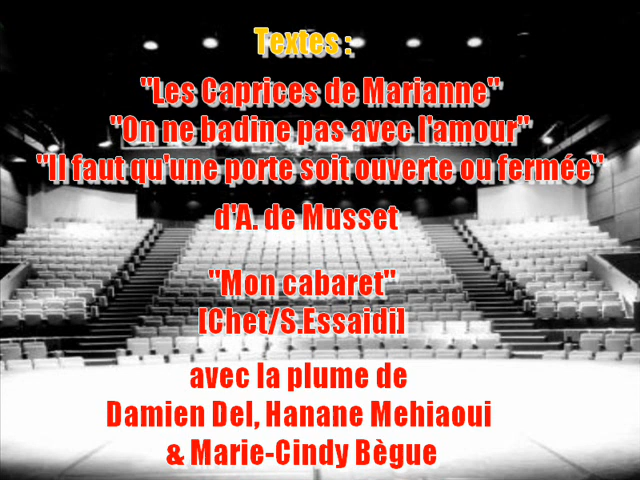 Textes :
"Les Caprices de Marianne"
"On ne badine pas avec l'amour"
"Il faut qu'une porte soit ouverte ou fermée"
d'A. de Musset
"Mon cabaret"
[Chet/S.Essaidi]
avec la plume de
Damien Del, Hanane Mehiaoui
& Marie-Cindy Bègue